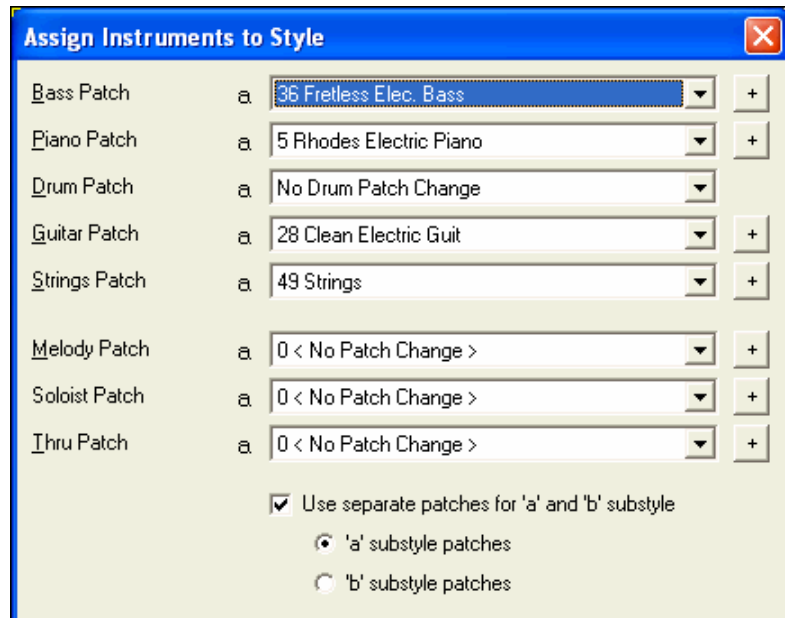 Assign Instruments to Style
Bass Patch a 36 Fretless Elec. Bass +
Piano Patch a 5 Rhodes Electric Piano +
Drum Patch a No Drum Patch Change
Guitar Patch a 28 Clean Electric Guit +
Strings Patch a 49 Strings +
Melody Patch a 0 < No Patch Change > +
Soloist Patch a 0 < No Patch Change > +
Thru Patch a 0 < No Patch Change > +
Use separate patches for 'a' and 'b' substyle
'a' substyle patches
'b' substyle patches